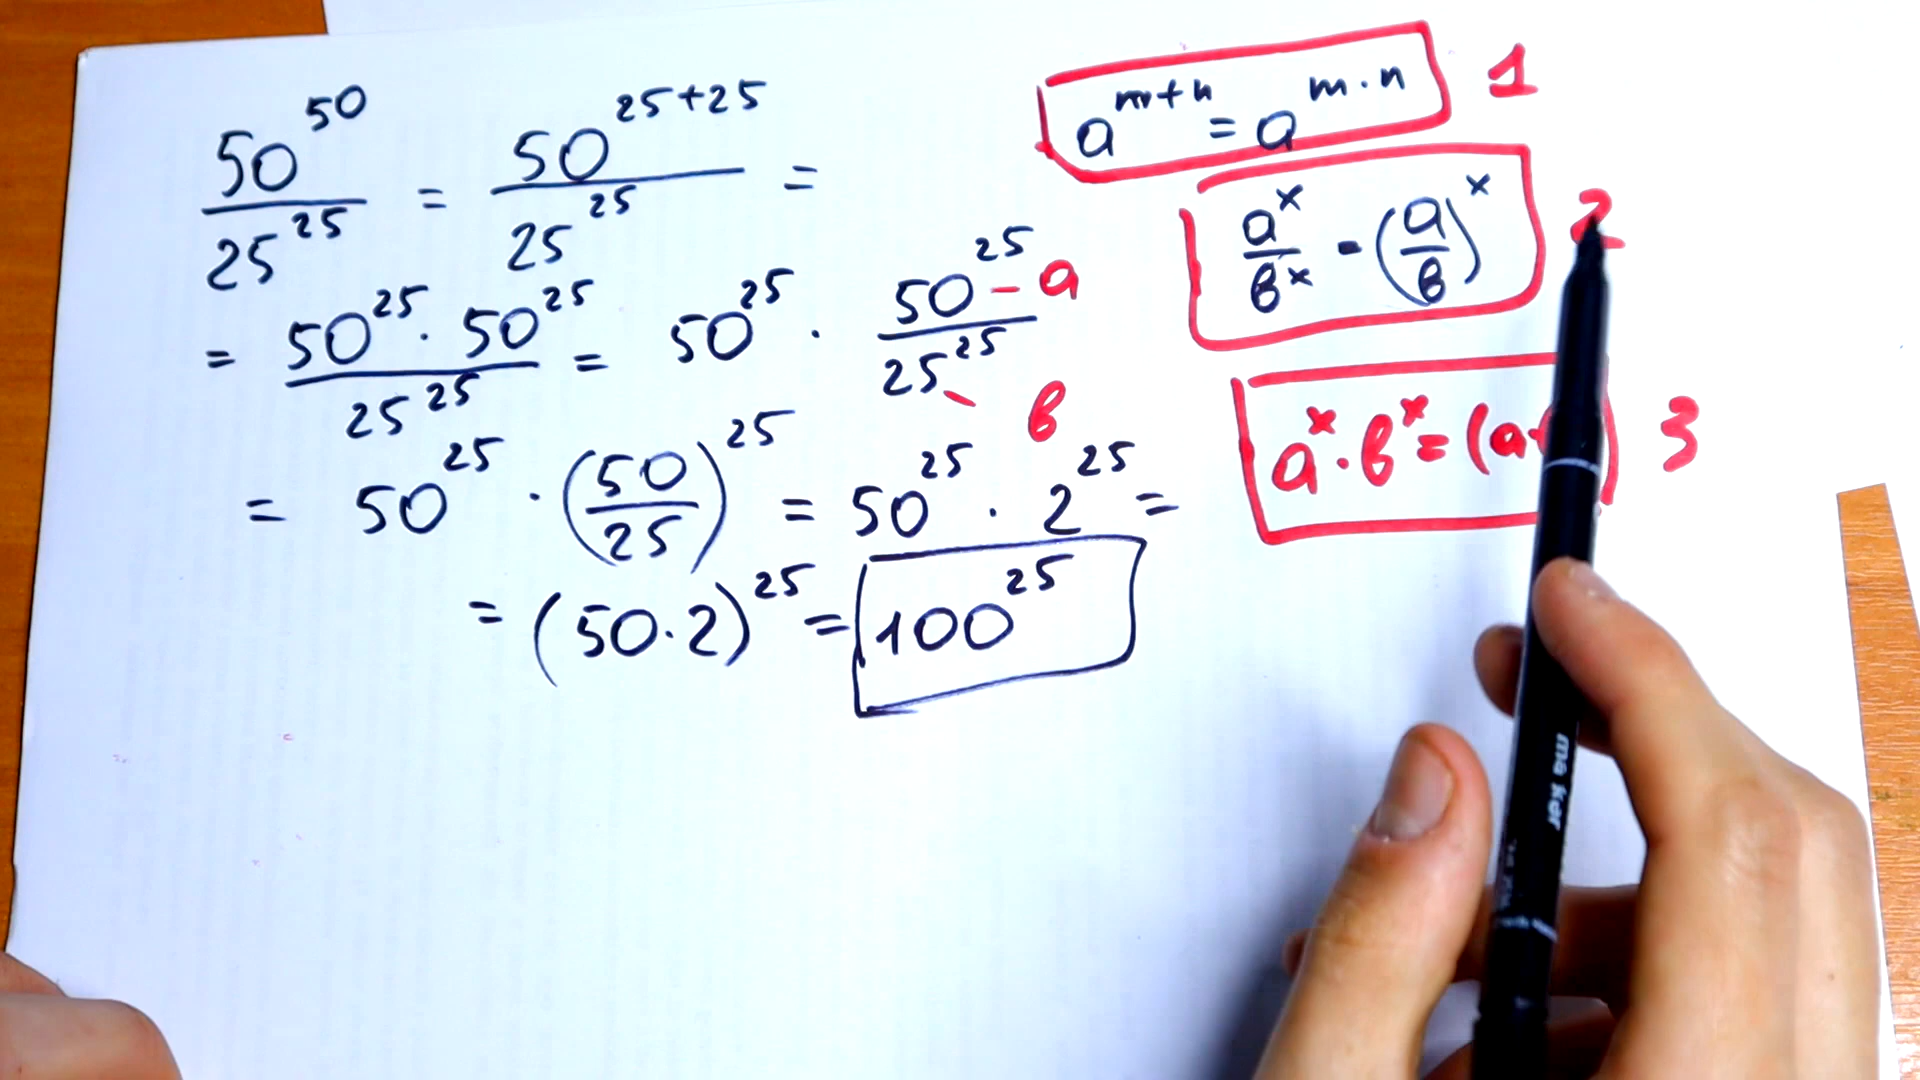 50^50 / 25^25 = 50^(25+25) / 25^25 =
= 50^25 · 50^25 / 25^25 = 50^25 · 50^25 / 25^25 - a - b
= 50^25 · (50/25)^25 = 50^25 · 2^25 =
= (50·2)^25 = 100^25
a^(m+n) = a^(m·n) 1
a^x / b^x = (a/b)^x 2
a^x · b^x = (a· ) 3
maker